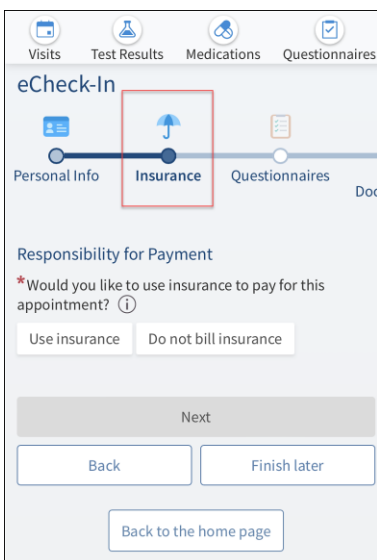 Visits Test Results Medications Questionnaires
eCheck-In
Personal Info Insurance Questionnaires
Doc
Responsibility for Payment
*Would you like to use insurance to pay for this
appointment?
Use insurance Do not bill insurance
Next
Back Finish later
Back to the home page